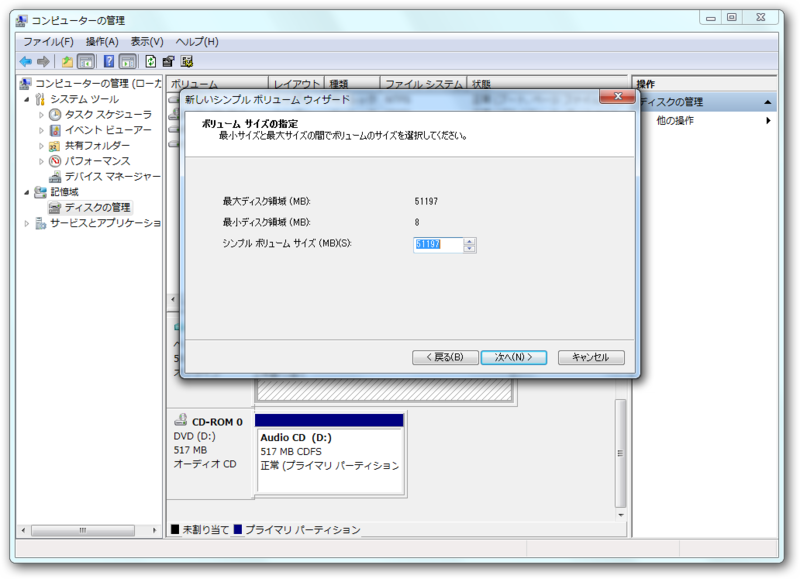 コンピューターの管理
ファイル(F) 操作(A) 表示(V) ヘルプ(H)
コンピューターの管理 (ローカ
システム ツール
タスク スケジューラ
イベント ビューアー
共有フォルダー
パフォーマンス
デバイス マネージャー
記憶域
ディスクの管理
サービスとアプリケーショ
ボリューム レイアウト 種類 ファイル システム 状態
操作
ディスクの管理
他の操作
新しいシンプル ボリューム ウィザード
ボリューム サイズの指定
最小サイズと最大サイズの間でボリュームのサイズを選択してください。
最大ディスク領域 (MB): 51197
最小ディスク領域 (MB): 8
シンプル ボリューム サイズ (MB)(S): 51197
< 戻る(B) 次へ(N) > キャンセル
CD-ROM 0
DVD (D:)
517 MB
オーディオ CD
Audio CD (D:)
517 MB CDFS
正常 (プライマリ パーティション
未割り当て プライマリ パーティション